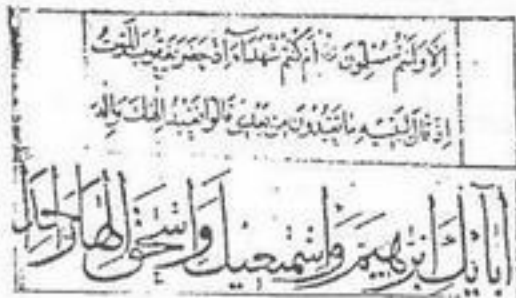 الا وانتم مسلمون ام كنتم شهداء اذ حضر يعقوب الموت
اذ قال لبنيه ما تعبدون من بعدي قالوا نعبد الهك واله
ابائك ابرهيم واسمعيل واسحق الها واحدا